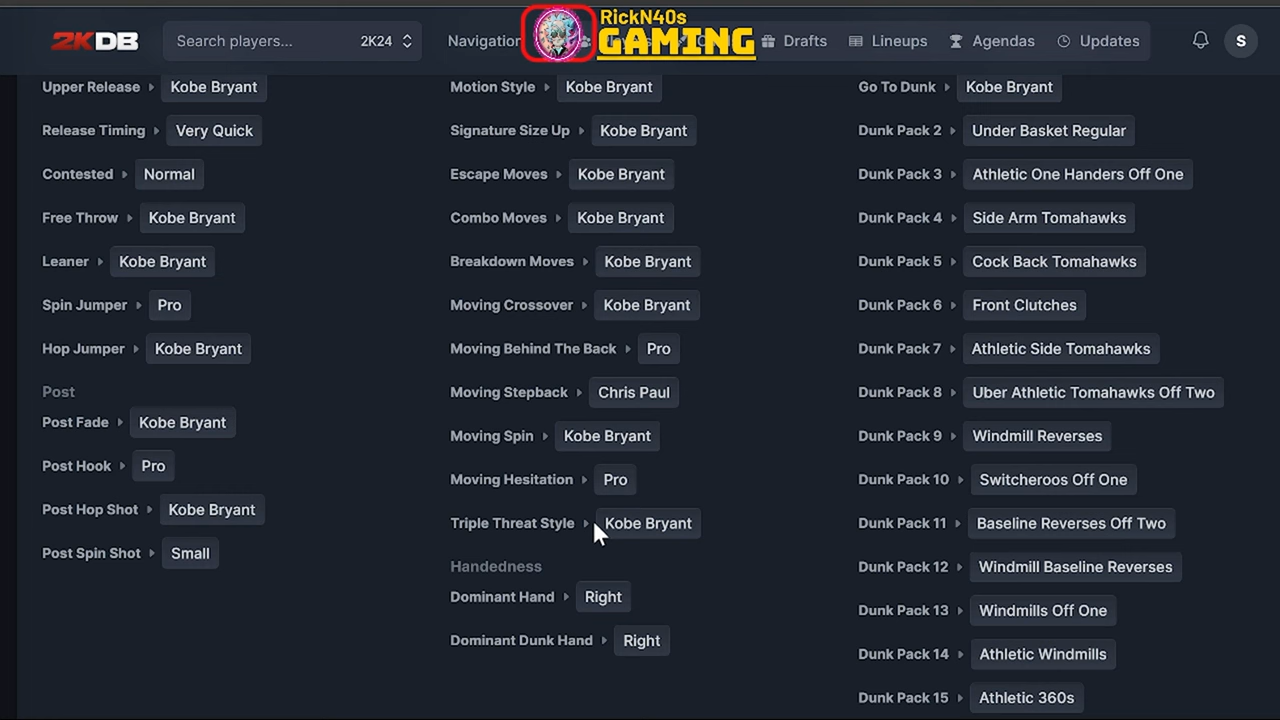 2KDB
Search players...
2K24
Navigation
RickN40s
GAMING
Drafts
Lineups
Agendas
Updates
S
Upper Release
Kobe Bryant
Release Timing
Very Quick
Contested
Normal
Free Throw
Kobe Bryant
Leaner
Kobe Bryant
Spin Jumper
Pro
Hop Jumper
Kobe Bryant
Post
Post Fade
Kobe Bryant
Post Hook
Pro
Post Hop Shot
Kobe Bryant
Post Spin Shot
Small
Motion Style
Kobe Bryant
Signature Size Up
Kobe Bryant
Escape Moves
Kobe Bryant
Combo Moves
Kobe Bryant
Breakdown Moves
Kobe Bryant
Moving Crossover
Kobe Bryant
Moving Behind The Back
Pro
Moving Stepback
Chris Paul
Moving Spin
Kobe Bryant
Moving Hesitation
Pro
Triple Threat Style
Kobe Bryant
Handedness
Dominant Hand
Right
Dominant Dunk Hand
Right
Go To Dunk
Kobe Bryant
Dunk Pack 2
Under Basket Regular
Dunk Pack 3
Athletic One Handers Off One
Dunk Pack 4
Side Arm Tomahawks
Dunk Pack 5
Cock Back Tomahawks
Dunk Pack 6
Front Clutches
Dunk Pack 7
Athletic Side Tomahawks
Dunk Pack 8
Uber Athletic Tomahawks Off Two
Dunk Pack 9
Windmill Reverses
Dunk Pack 10
Switcheroos Off One
Dunk Pack 11
Baseline Reverses Off Two
Dunk Pack 12
Windmill Baseline Reverses
Dunk Pack 13
Windmills Off One
Dunk Pack 14
Athletic Windmills
Dunk Pack 15
Athletic 360s